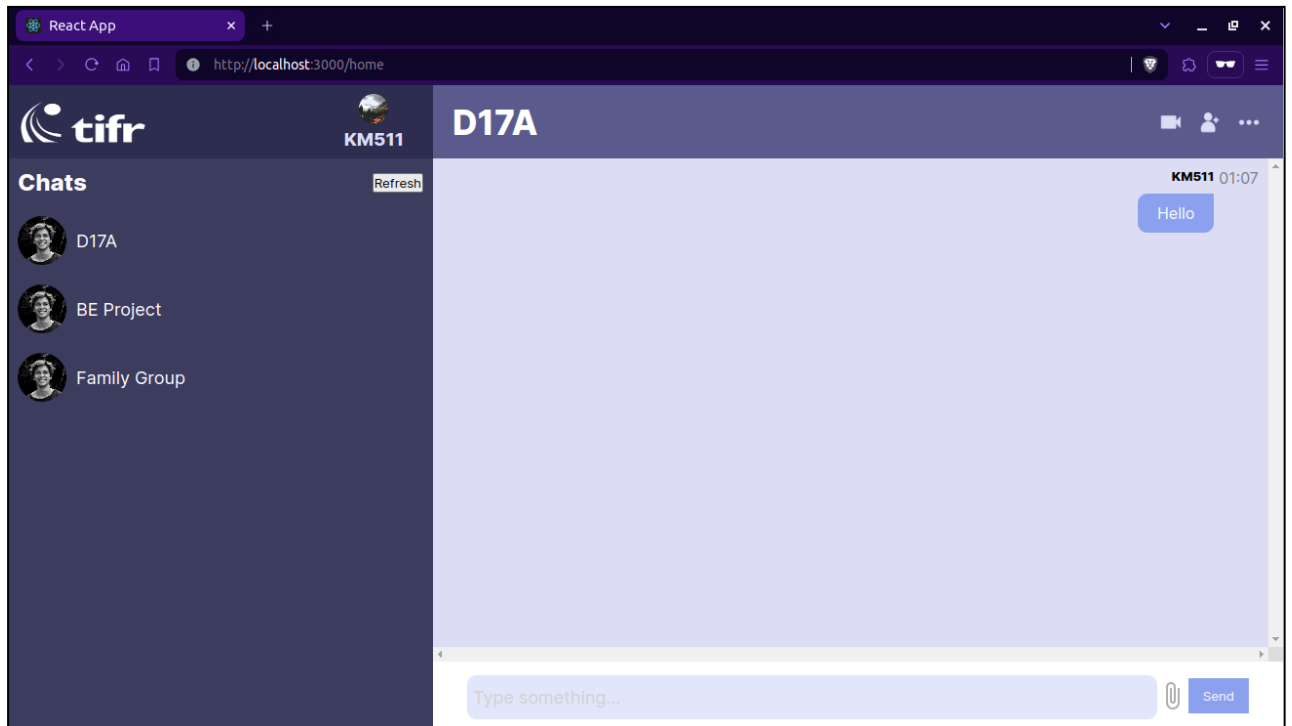 React App
http://localhost:3000/home
tifr
KM511
D17A
Chats
Refresh
D17A
BE Project
Family Group
KM511 01:07
Hello
Type something...
Send